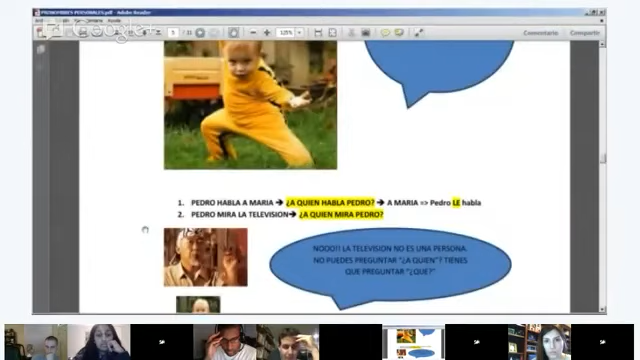 PRONOMBRES PERSONALES.pdf - Adobe Reader
Google+
125%
Comentario
Compartir
1. PEDRO HABLA A MARIA ➔ ¿A QUIEN HABLA PEDRO? ➔ A MARIA => Pedro LE habla
2. PEDRO MIRA LA TELEVISION➔ ¿A QUIEN MIRA PEDRO?
NOOO!! LA TELEVISION NO ES UNA PERSONA.
NO PUEDES PREGUNTAR "¿A QUIEN"? TIENES
QUE PREGUNTAR "¿QUE?"